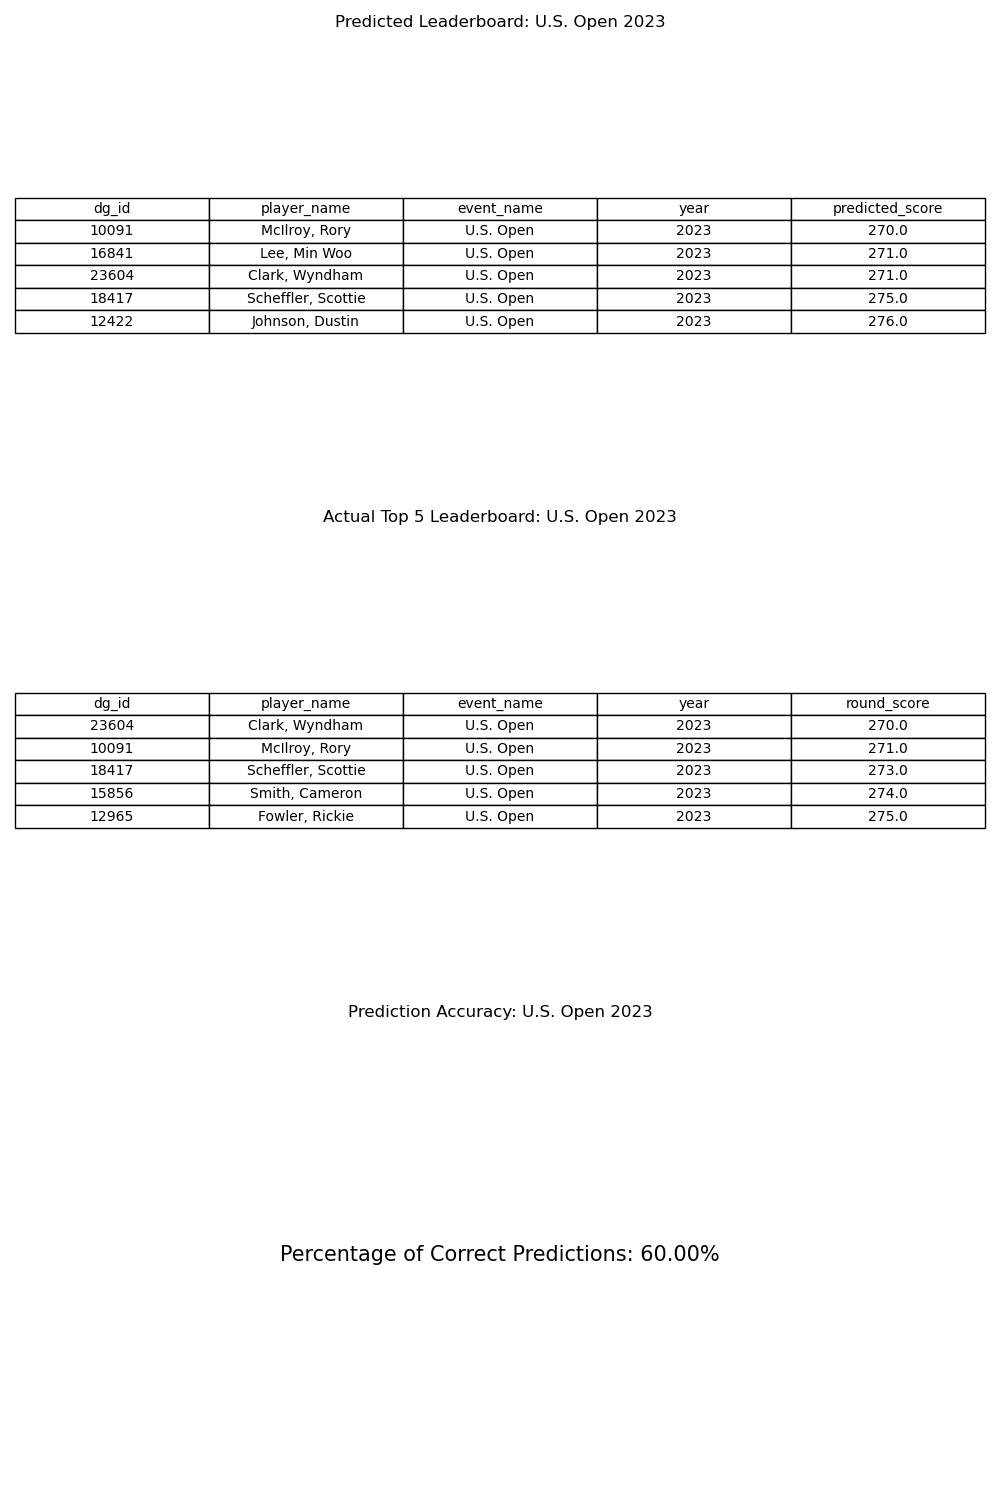 Predicted Leaderboard: U.S. Open 2023
dg_id player_name event_name year predicted_score
10091 McIlroy, Rory U.S. Open 2023 270.0
16841 Lee, Min Woo U.S. Open 2023 271.0
23604 Clark, Wyndham U.S. Open 2023 271.0
18417 Scheffler, Scottie U.S. Open 2023 275.0
12422 Johnson, Dustin U.S. Open 2023 276.0
Actual Top 5 Leaderboard: U.S. Open 2023
dg_id player_name event_name year round_score
23604 Clark, Wyndham U.S. Open 2023 270.0
10091 McIlroy, Rory U.S. Open 2023 271.0
18417 Scheffler, Scottie U.S. Open 2023 273.0
15856 Smith, Cameron U.S. Open 2023 274.0
12965 Fowler, Rickie U.S. Open 2023 275.0
Prediction Accuracy: U.S. Open 2023
Percentage of Correct Predictions: 60.00%